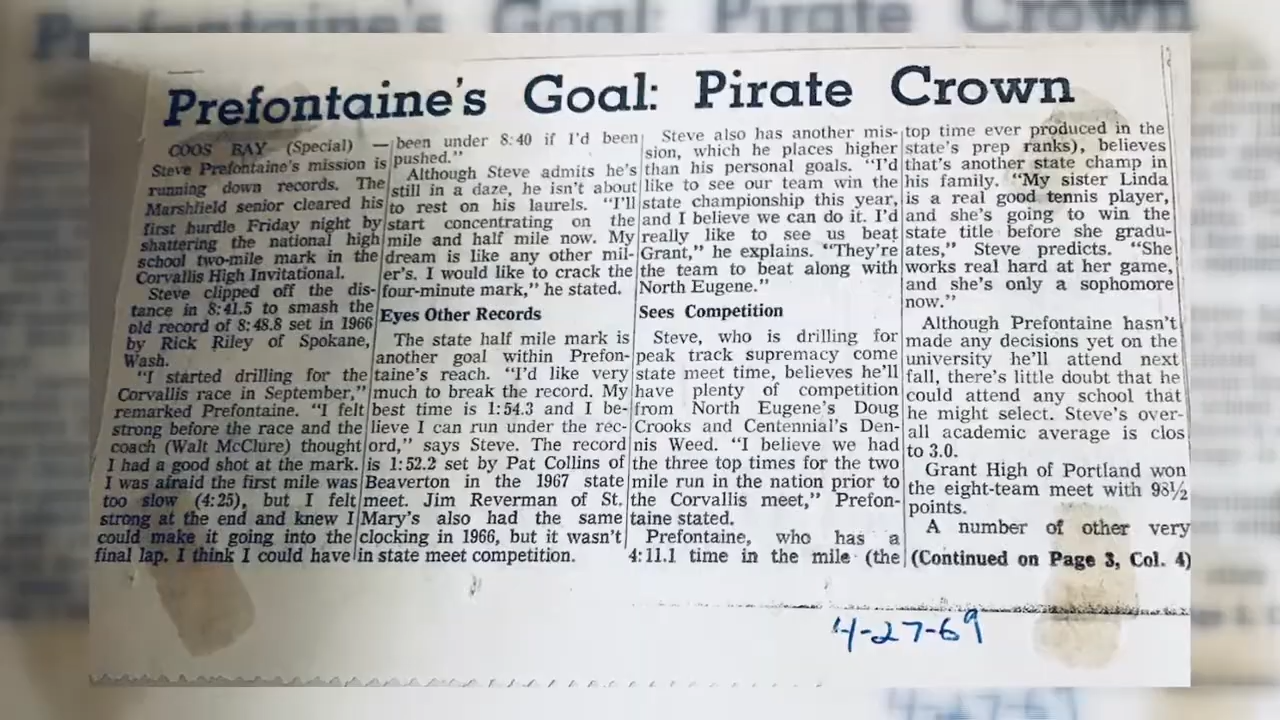 Prefontaine's Goal: Pirate Crown
COOS BAY (Special) —
Steve Prefontaine's mission is
running down records. The
Marshfield senior cleared his
first hurdle Friday night by
shattering the national high
school two-mile mark in the
Corvallis High Invitational.
Steve clipped off the dis-
tance in 8:41.5 to smash the
old record of 8:48.8 set in 1966
by Rick Riley of Spokane,
Wash.
"I started drilling for the
Corvallis race in September,"
remarked Prefontaine. "I felt
strong before the race and the
coach (Walt McClure) thought
I had a good shot at the mark.
I was afraid the first mile was
too slow (4:25), but I felt
strong at the end and knew I
could make it going into the
final lap. I think I could have
been under 8:40 if I'd been
pushed."
Although Steve admits he's
still in a daze, he isn't about
to rest on his laurels. "I'll
start concentrating on the
mile and half mile now. My
dream is like any other mil-
er's. I would like to crack the
four-minute mark," he stated.
Eyes Other Records
The state half mile mark is
another goal within Prefon-
taine's reach. "I'd like very
much to break the record. My
best time is 1:54.3 and I be-
lieve I can run under the rec-
ord," says Steve. The record
is 1:52.2 set by Pat Collins of
Beaverton in the 1967 state
meet. Jim Reverman of St.
Mary's also had the same
clocking in 1966, but it wasn't
in state meet competition.
Steve also has another mis-
sion, which he places higher
than his personal goals. "I'd
like to see our team win the
state championship this year,
and I believe we can do it. I'd
really like to see us beat
Grant," he explains. "They're
the team to beat along with
North Eugene."
Sees Competition
Steve, who is drilling for
peak track supremacy come
state meet time, believes he'll
have plenty of competition
from North Eugene's Doug
Crooks and Centennial's Den-
nis Weed. "I believe we had
the three top times for the two
mile run in the nation prior to
the Corvallis meet," Prefon-
taine stated.
Prefontaine, who has a
4:11.1 time in the mile (the
top time ever produced in the
state's prep ranks), believes
that's another state champ in
his family. "My sister Linda
is a real good tennis player,
and she's going to win the
state title before she gradu-
ates," Steve predicts. "She
works real hard at her game,
and she's only a sophomore
now."
Although Prefontaine hasn't
made any decisions yet on the
university he'll attend next
fall, there's little doubt that he
could attend any school that
he might select. Steve's over-
all academic average is clos
to 3.0.
Grant High of Portland won
the eight-team meet with 98½
points.
A number of other very
(Continued on Page 3, Col. 4)
4-27-69